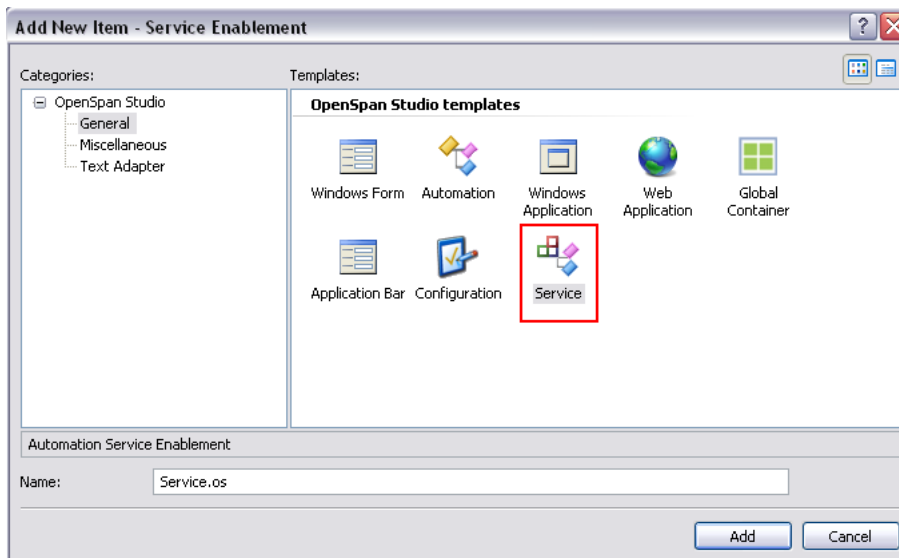 Add New Item - Service Enablement
Categories:
Templates:
OpenSpan Studio
General
Miscellaneous
Text Adapter
OpenSpan Studio templates
Windows Form
Automation
Windows
Application
Web
Application
Global
Container
Application Bar
Configuration
Service
Automation Service Enablement
Name:
Service.os
Add
Cancel